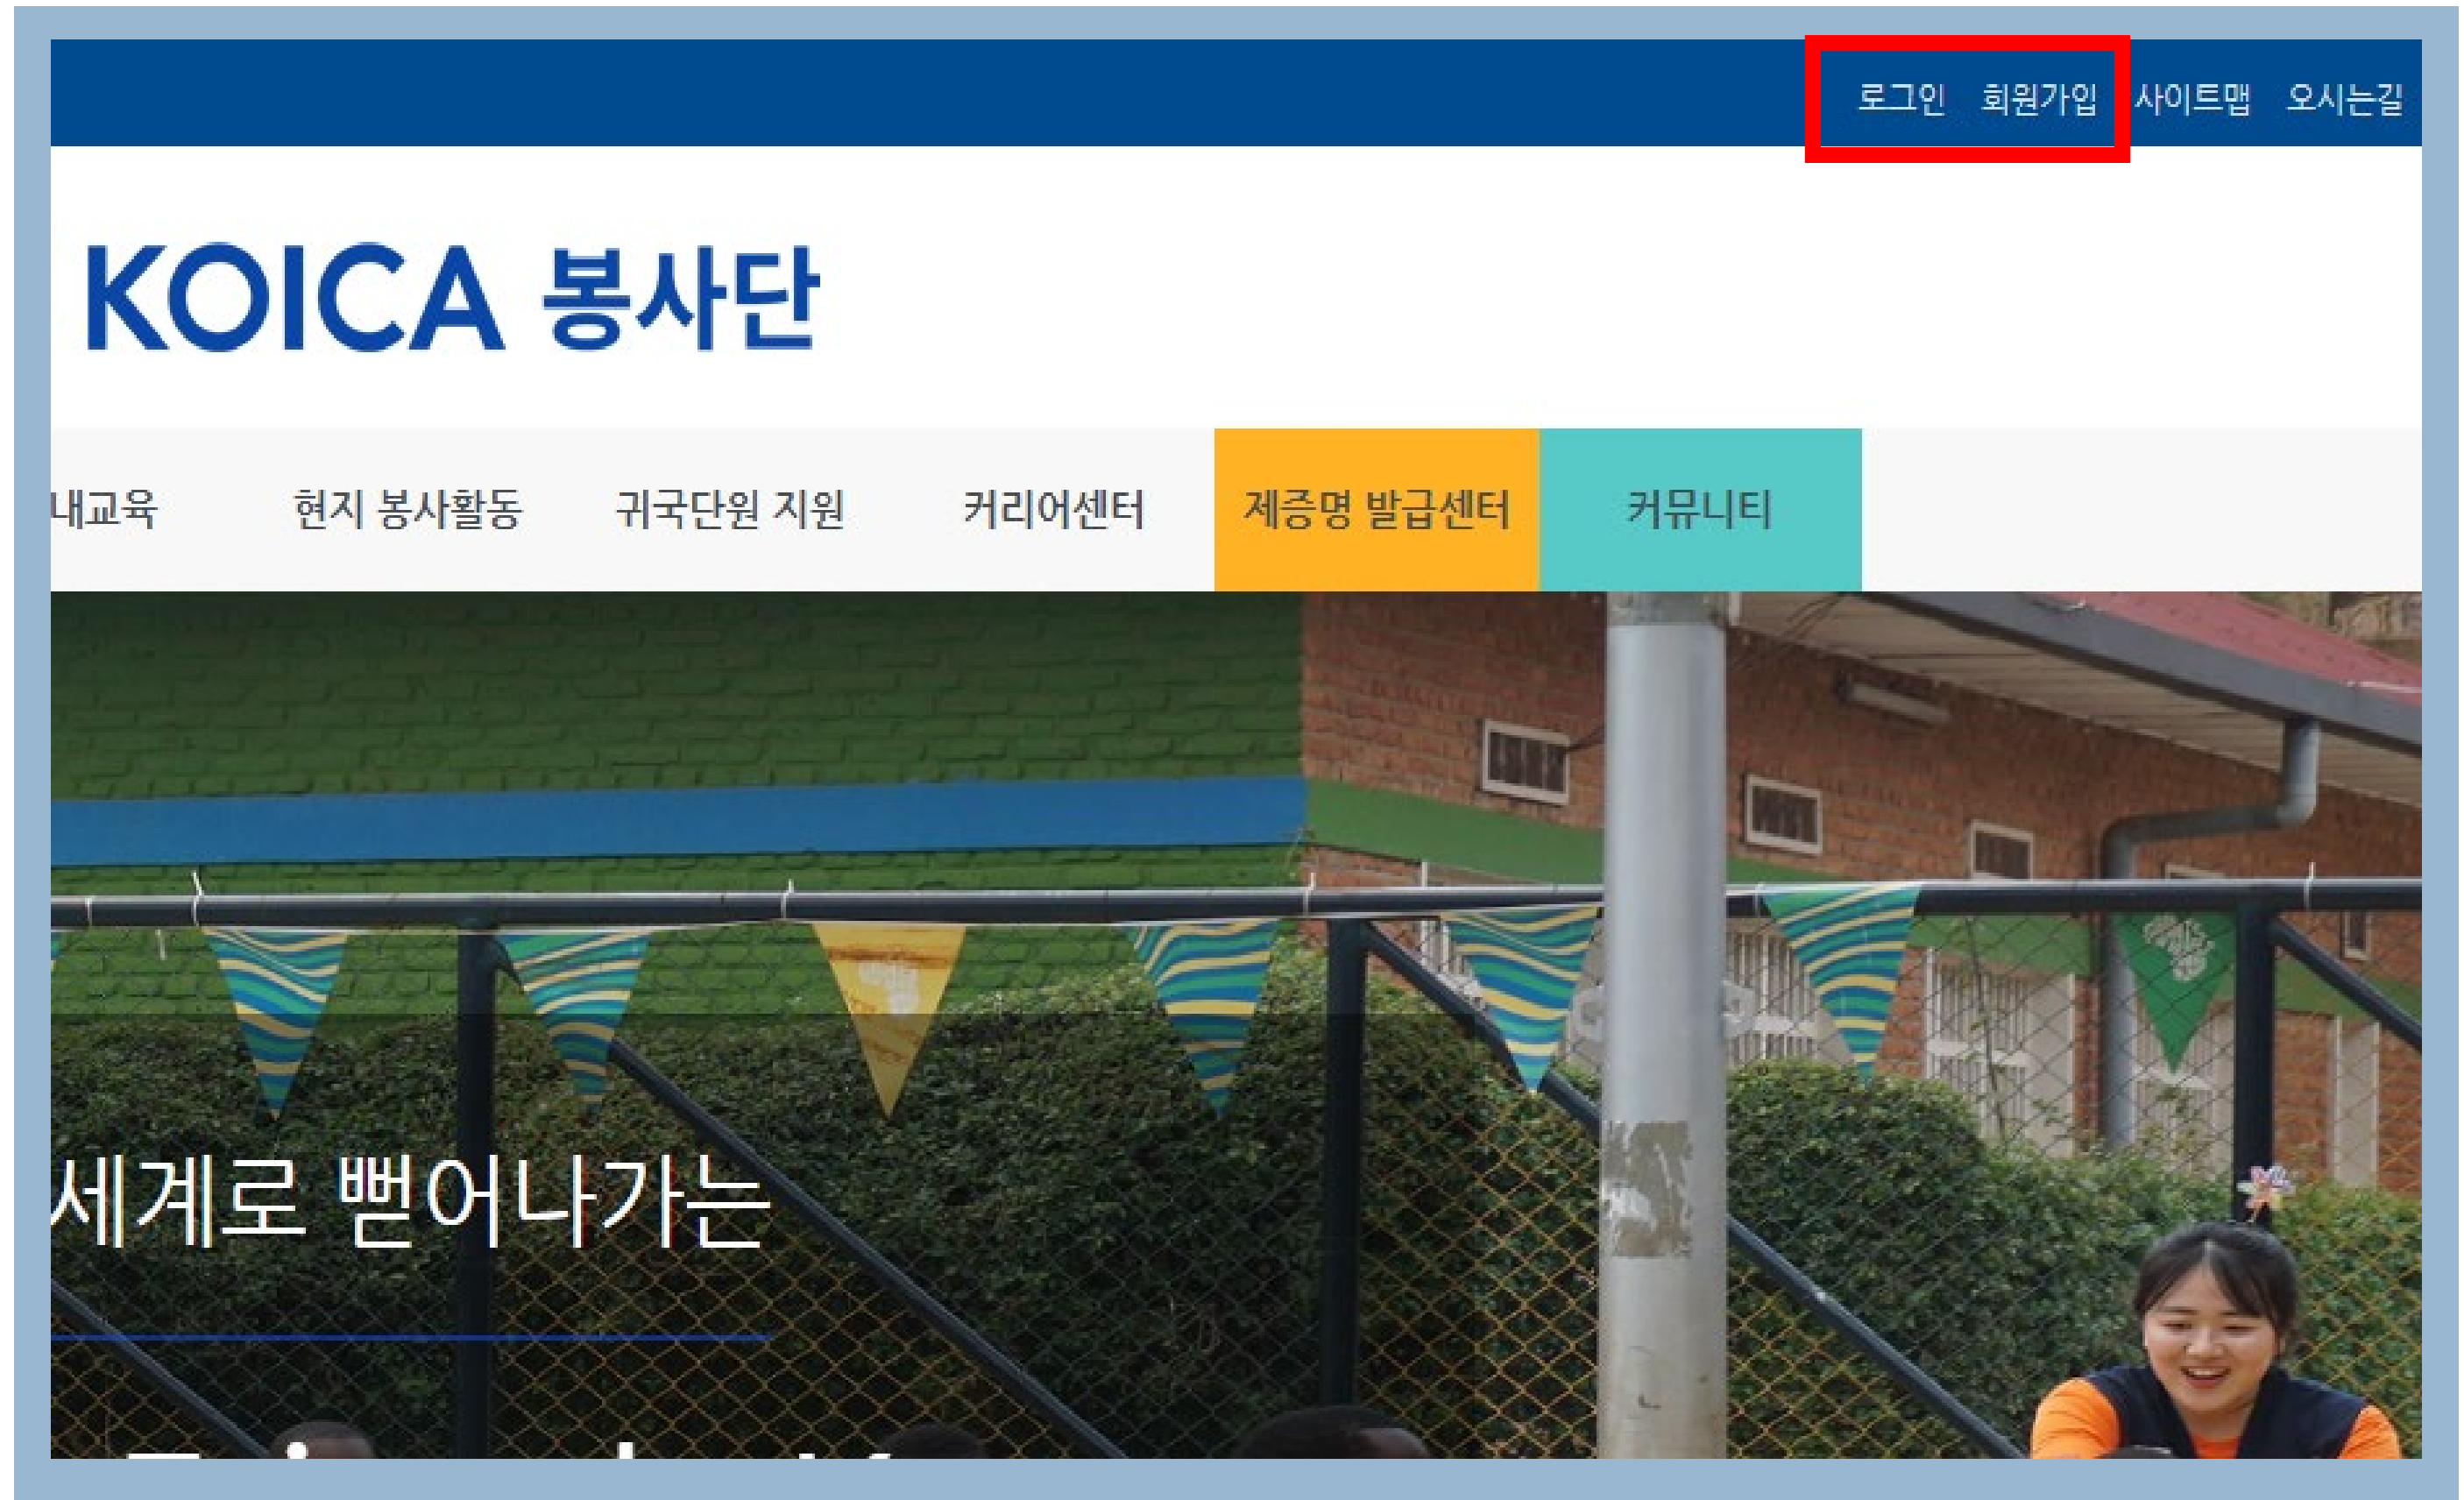 로그인 회원가입 사이트맵 오시는길
KOICA 봉사단
내교육 현지 봉사활동 귀국단원 지원 커리어센터 제증명 발급센터 커뮤니티
세계로 뻗어나가는